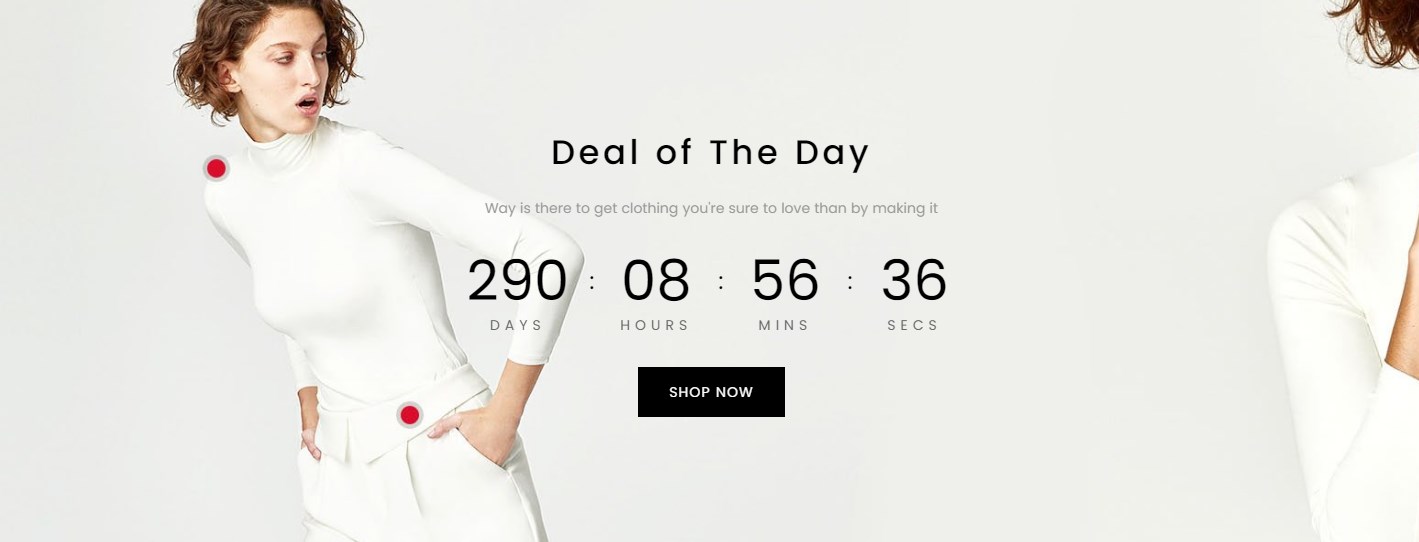 Deal of The Day
Way is there to get clothing you're sure to love than by making it
290 : 08 : 56 : 36
DAYS HOURS MINS SECS
SHOP NOW